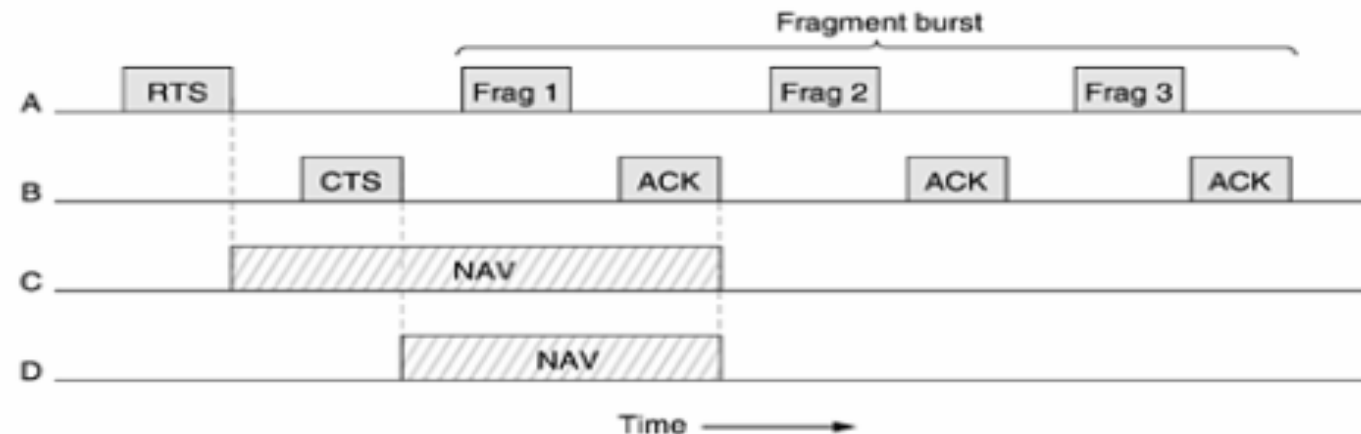 Fragment burst
A RTS Frag 1 Frag 2 Frag 3
B CTS ACK ACK ACK
C NAV
D NAV
Time